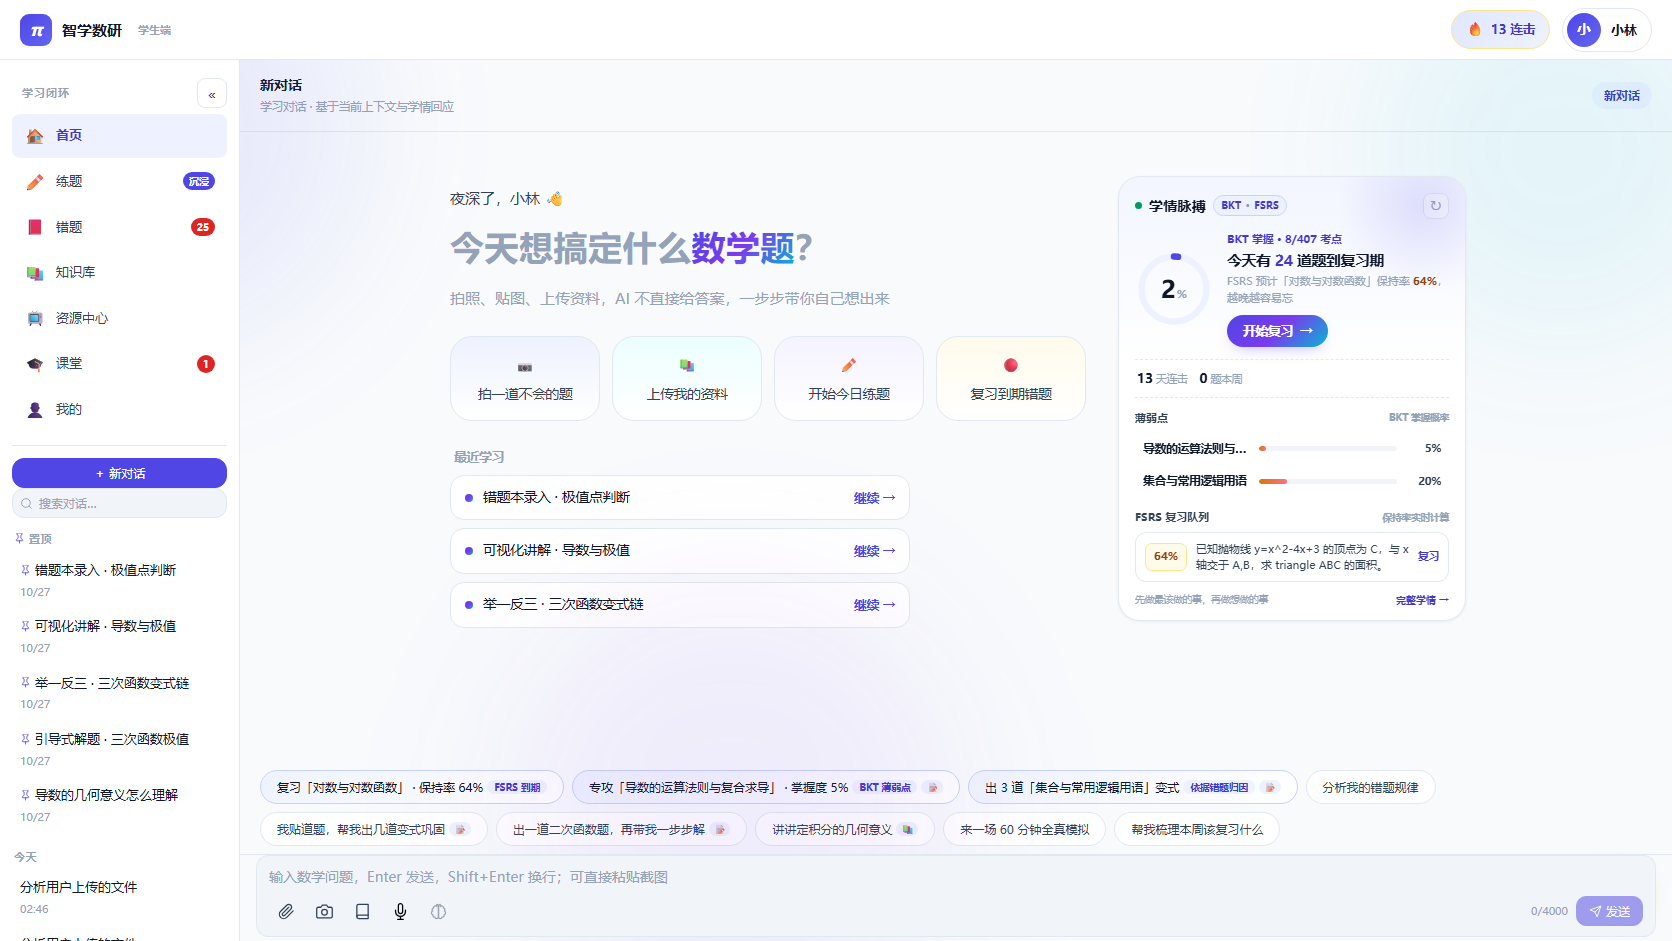 π 智学数研 学生端
13 连击
小 小林
学习闭环 «
首页
练题 沉浸
错题 25
知识库
资源中心
课堂 1
我的
+ 新对话
搜索对话...
置顶
错题本录入 · 极值点判断
10/27
可视化讲解 · 导数与极值
10/27
举一反三 · 三次函数变式链
10/27
引导式解题 · 三次函数极值
10/27
导数的几何意义怎么理解
10/27
今天
分析用户上传的文件
02:46
新对话
学习对话 · 基于当前上下文与学情回应
新对话
夜深了，小林
今天想搞定什么数学题？
拍照、贴图、上传资料，AI 不直接给答案，一步步带你自己想出来
拍一道不会的题
上传我的资料
开始今日练题
复习到期错题
最近学习
错题本录入 · 极值点判断 继续 →
可视化讲解 · 导数与极值 继续 →
举一反三 · 三次函数变式链 继续 →
学情脉搏 BKT · FSRS ↻
2%
BKT 掌握 • 8/407 考点
今天有 24 道题到复习期
FSRS 预计「对数与对数函数」保持率 64%，
越晚越容易忘
开始复习 →
13 天连击 0 题本周
薄弱点 BKT 掌握概率
导数的运算法则与... 5%
集合与常用逻辑用语 20%
FSRS 复习队列 保持率实时计算
64% 已知抛物线 y=x^2-4x+3 的顶点为 C，与 x
轴交于 A,B，求 triangle ABC 的面积。 复习
先做最该做的事，再做想做的事 完整学情 →
复习「对数与对数函数」 · 保持率 64% FSRS 到期
专攻「导数的运算法则与复合求导」 · 掌握度 5% BKT 薄弱点
出 3 道「集合与常用逻辑用语」变式 依据错题归因
分析我的错题规律
我贴道题，帮我出几道变式巩固
出一道二次函数题，再带我一步步解
讲讲定积分的几何意义
来一场 60 分钟全真模拟
帮我梳理本周该复习什么
输入数学问题，Enter 发送，Shift+Enter 换行；可直接粘贴截图
0/4000 发送